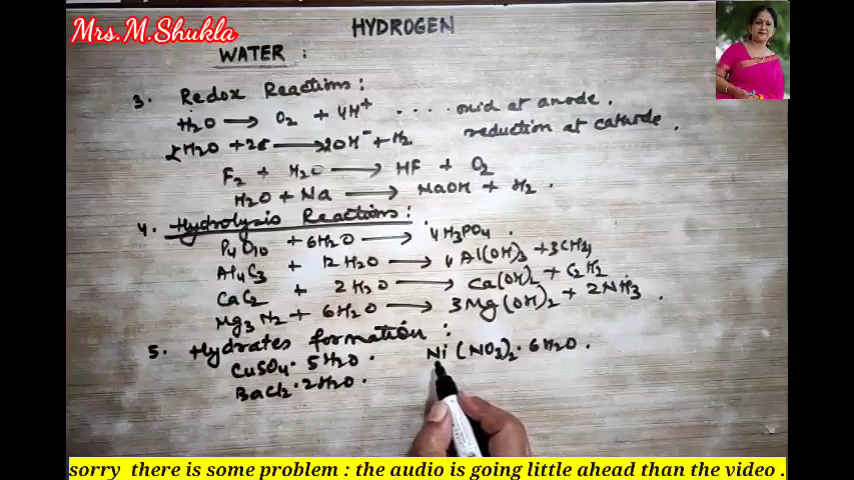 Mrs.M.Shukla
HYDROGEN
WATER :
3. Redox Reactions :
H2O ⟶ O2 + 4H+ .... oxid at anode.
2H2O + 2e ⟶ 2OH- + H2 reduction at cathode.
F2 + H2O ⟶ HF + O2
H2O + Na ⟶ NaOH + H2.
4. Hydrolysis Reactions :
P4O10 + 6H2O ⟶ 4H3PO4.
Al4C3 + 12H2O ⟶ 4Al(OH)3 + 3CH4
CaC2 + 2H2O ⟶ Ca(OH)2 + C2H2
Mg3N2 + 6H2O ⟶ 3Mg(OH)2 + 2NH3.
5. Hydrates formation :
CuSO4·5H2O. Ni(NO3)2·6H2O.
BaCl2·2H2O.
sorry there is some problem : the audio is going little ahead than the video .